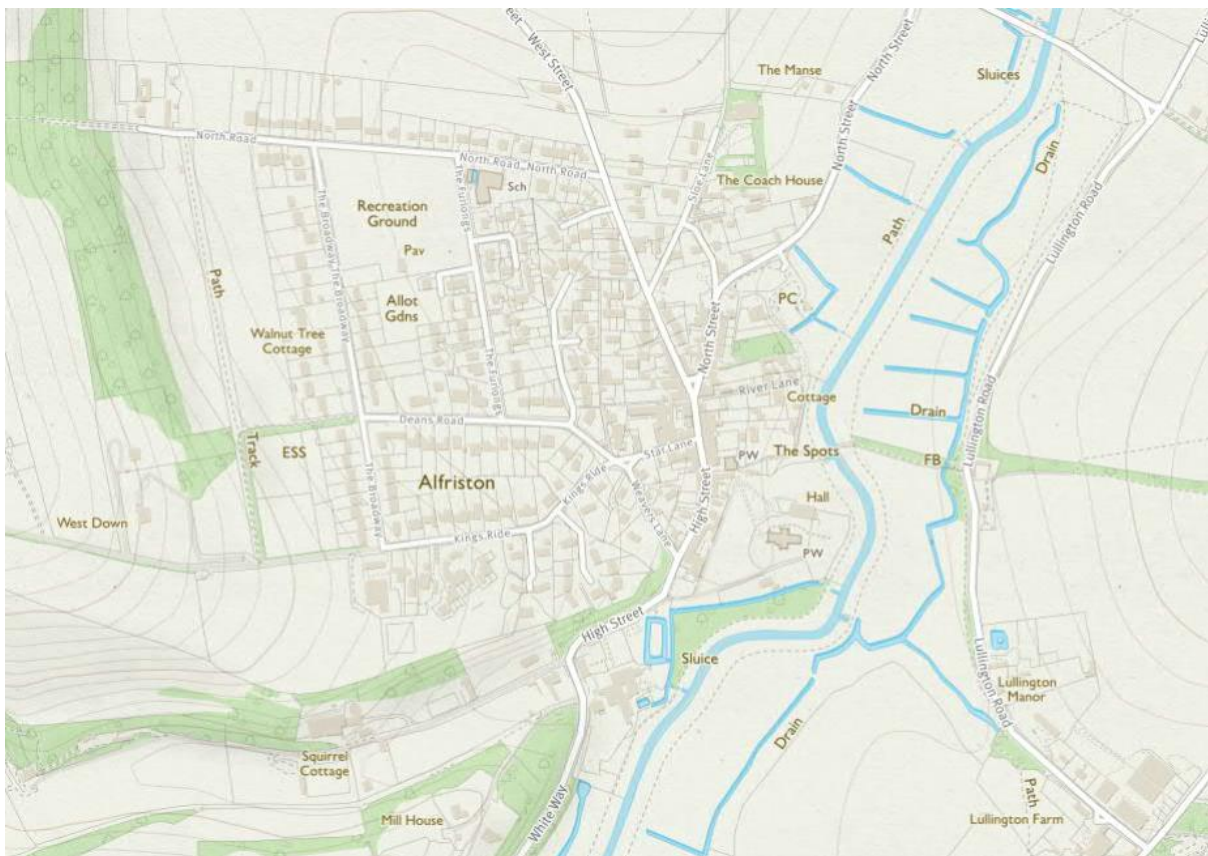 West Street
North Street
Lullington Road
Sluices
The Manse
North Street
Drain
North Road
North Road
North Road
Sloe Lane
The Coach House
Sch
The Furlongs
Recreation
Ground
Path
Lullington Road
The Broadway
The Broadway
Pav
Path
PC
Allot
Gdns
North Street
Walnut Tree
Cottage
The Furlongs
River Lane
Cottage
Lullington Road
Deans Road
Drain
Track
ESS
Star Lane
PW
The Spots
FB
Alfriston
The Broadway
Kings Ride
Weavers Lane
High Street
Hall
West Down
Kings Ride
PW
High Street
Sluice
Lullington Road
Lullington
Manor
Drain
Squirrel
Cottage
Path
Mill House
White Way
Lullington Farm